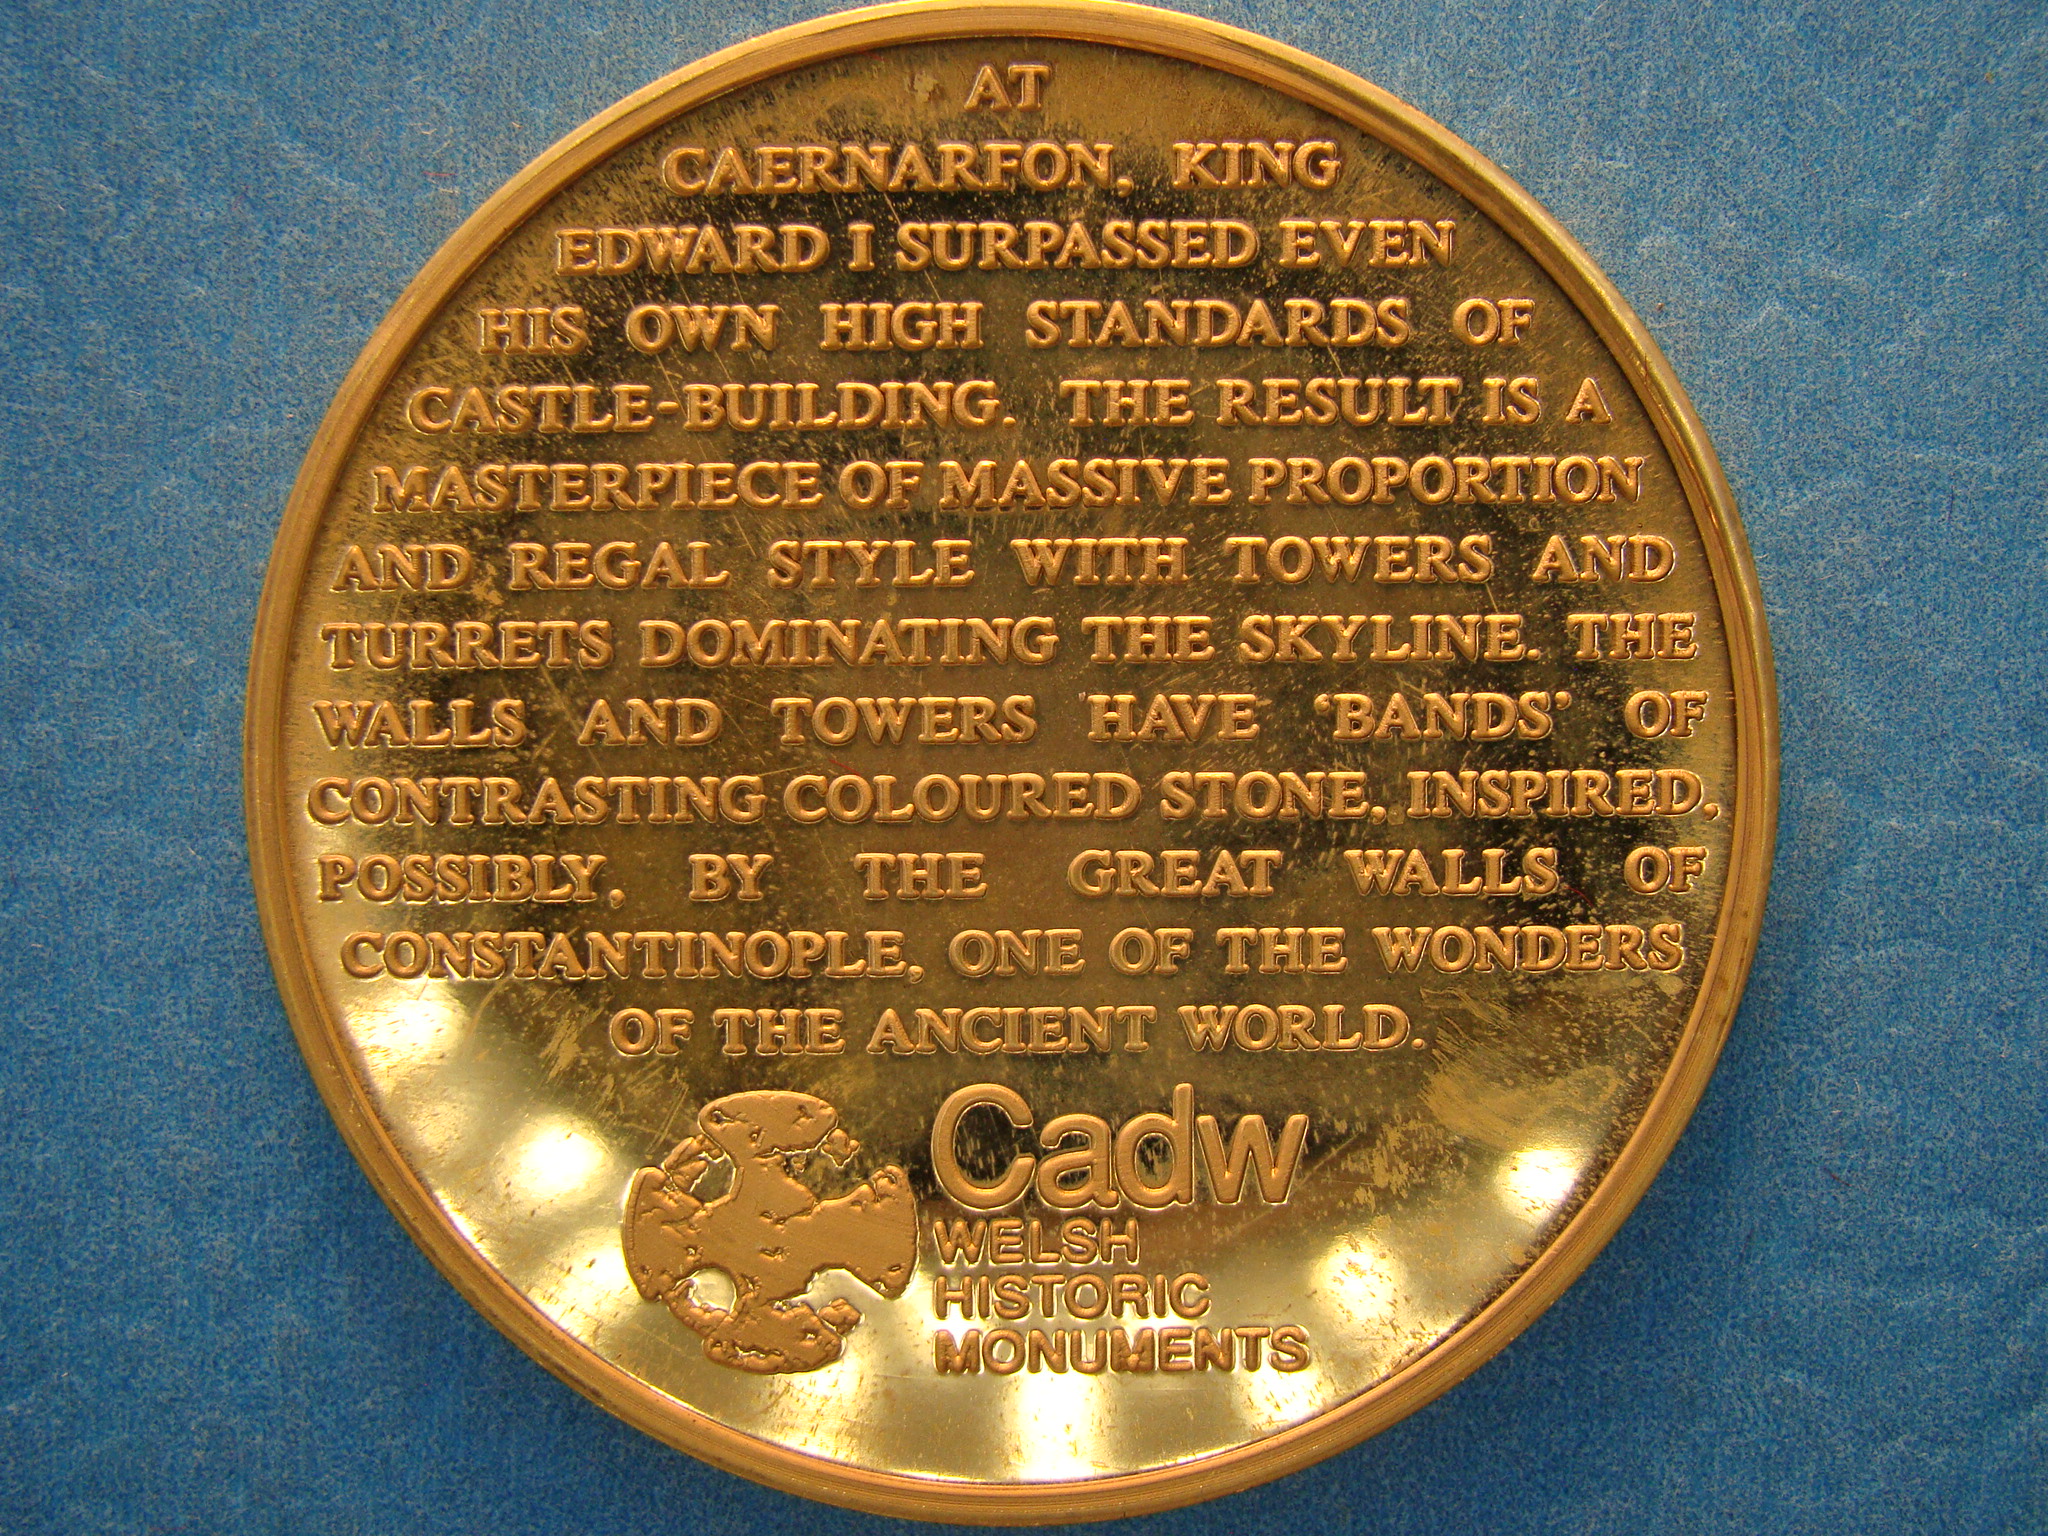 AT
CAERNARFON, KING
EDWARD I SURPASSED EVEN
HIS OWN HIGH STANDARDS OF
CASTLE-BUILDING. THE RESULT IS A
MASTERPIECE OF MASSIVE PROPORTION
AND REGAL STYLE WITH TOWERS AND
TURRETS DOMINATING THE SKYLINE. THE
WALLS AND TOWERS HAVE ‘BANDS’ OF
CONTRASTING COLOURED STONE, INSPIRED,
POSSIBLY, BY THE GREAT WALLS OF
CONSTANTINOPLE, ONE OF THE WONDERS
OF THE ANCIENT WORLD.
Cadw
WELSH
HISTORIC
MONUMENTS